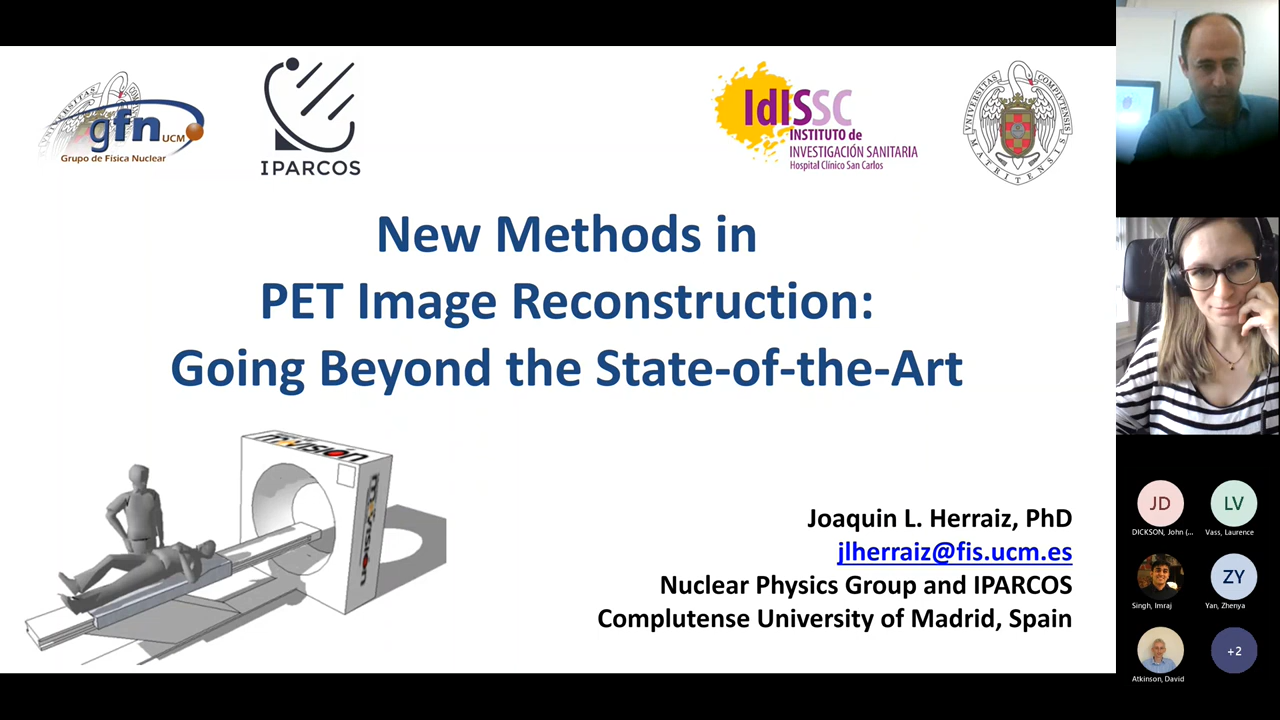 gfn UCM
Grupo de Física Nuclear
IPARCOS
IdISSC
INSTITUTO de
INVESTIGACIÓN SANITARIA
Hospital Clínico San Carlos
UNIVERSITAS COMPLUTENSIS
MATRITENSIS
New Methods in
PET Image Reconstruction:
Going Beyond the State-of-the-Art
Joaquin L. Herraiz, PhD
jlherraiz@fis.ucm.es
Nuclear Physics Group and IPARCOS
Complutense University of Madrid, Spain
JD
DICKSON, John (...
LV
Vass, Laurence
Singh, Imraj
ZY
Yan, Zhenya
Atkinson, David
+2